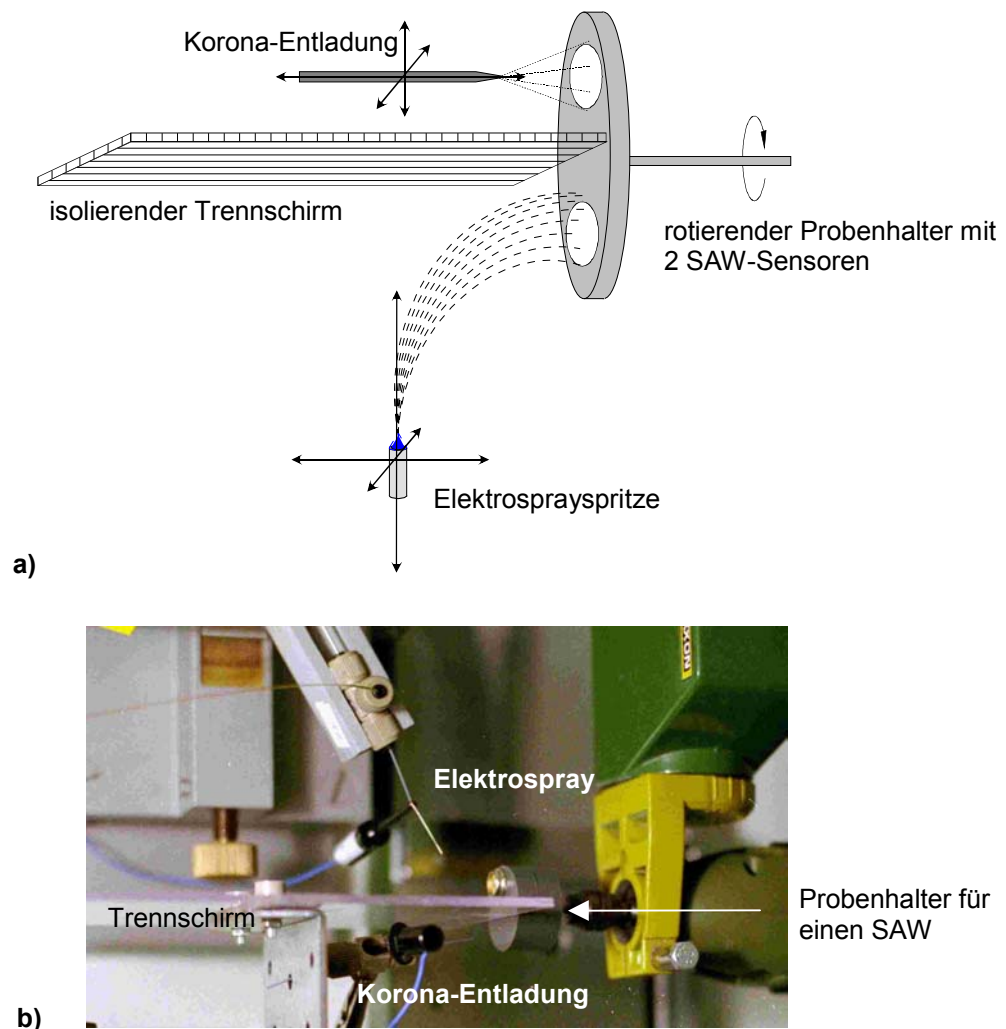 Korona-Entladung
isolierender Trennschirm
rotierender Probenhalter mit
2 SAW-Sensoren
Elektrosprayspritze
a)
XON
Elektrospray
Trennschirm
Probenhalter für
einen SAW
Korona-Entladung
b)